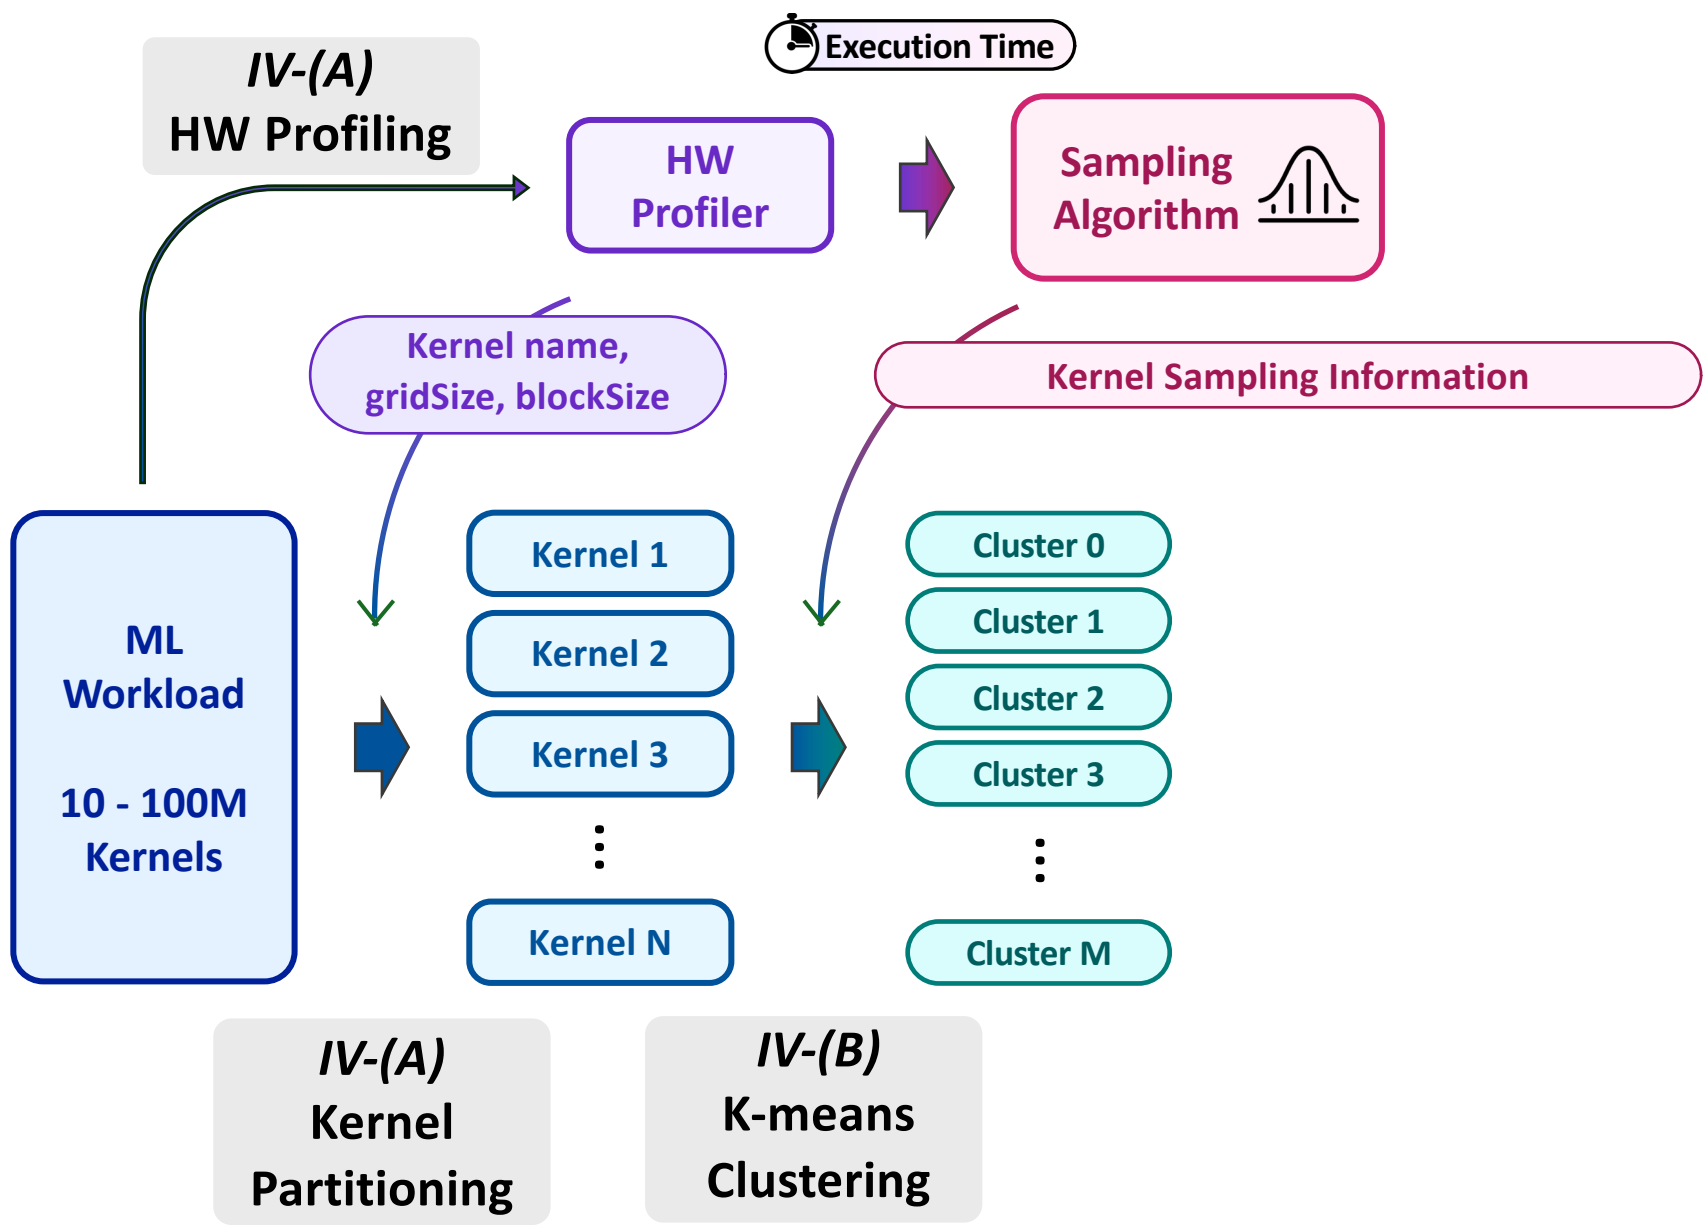 IV-(A)
HW Profiling
Execution Time
HW
Profiler
Sampling
Algorithm
Kernel name,
gridSize, blockSize
Kernel Sampling Information
ML
Workload
10 - 100M
Kernels
Kernel 1
Kernel 2
Kernel 3
Kernel N
Cluster 0
Cluster 1
Cluster 2
Cluster 3
Cluster M
IV-(A)
Kernel
Partitioning
IV-(B)
K-means
Clustering